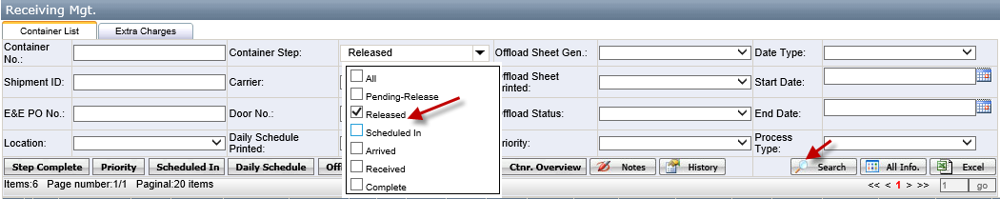 Receiving Mgt.
Container List Extra Charges
Container No.: Container Step: Released Offload Sheet Gen.: Date Type:
All
Shipment ID: Carrier: Offload Sheet Printed: Start Date:
Pending-Release
Released
E&E PO No.: Door No.: Offload Status: End Date:
Scheduled In
Location: Daily Schedule Printed: Priority: Process Type:
Arrived
Step Complete Priority Scheduled In Daily Schedule Off Received Ctnr. Overview Notes History Search All Info. Excel
Items:6 Page number:1/1 Paginal:20 items Complete << < 1 > >> 1 go